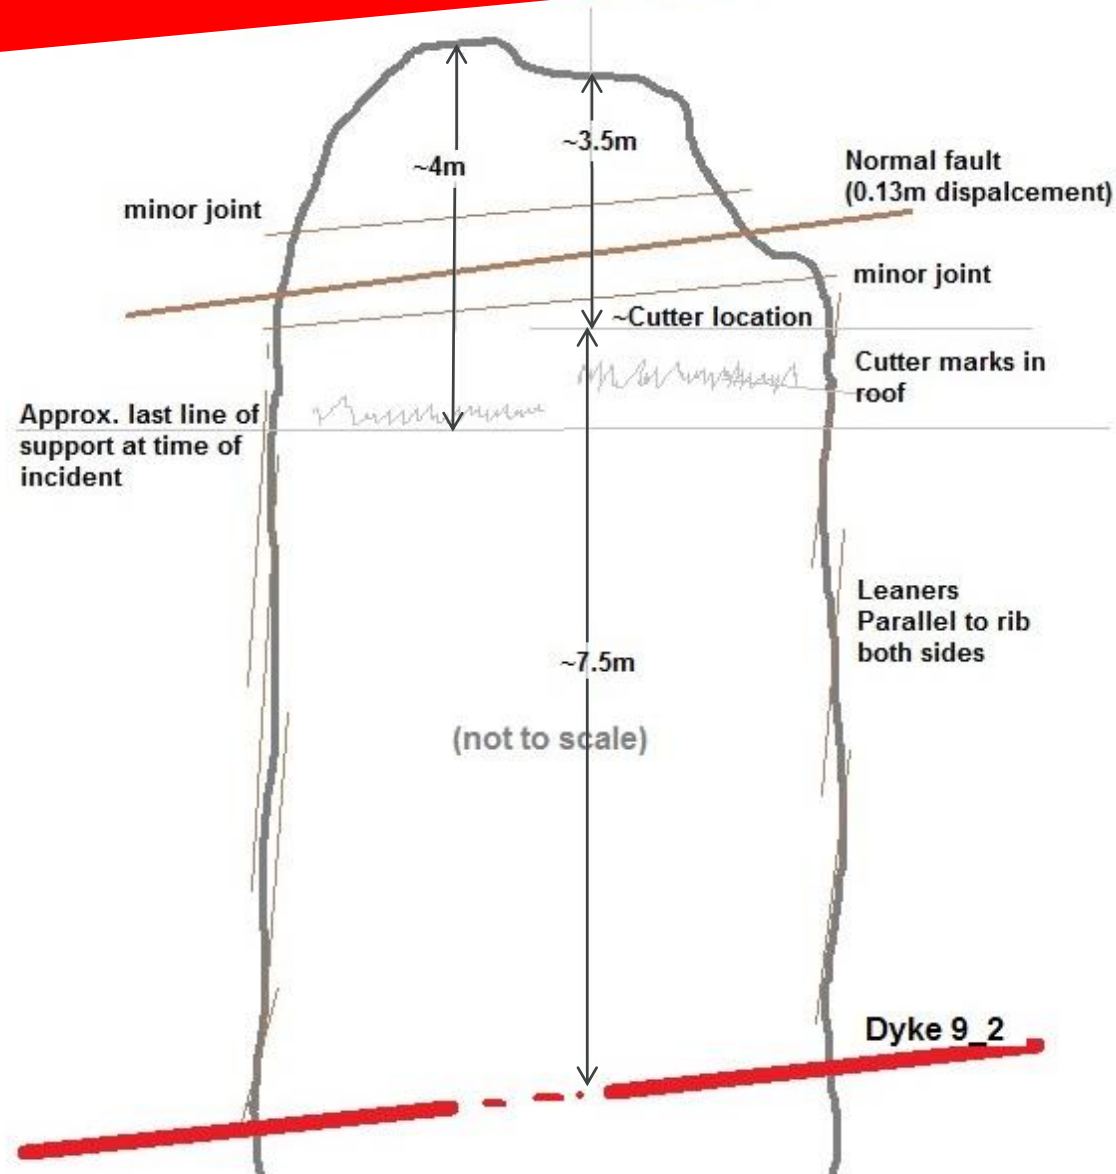 ~3.5m
~4m
Normal fault
(0.13m dispalcement)
minor joint
minor joint
~Cutter location
Cutter marks in
roof
Approx. last line of
support at time of
incident
Leaners
Parallel to rib
both sides
~7.5m
(not to scale)
Dyke 9_2